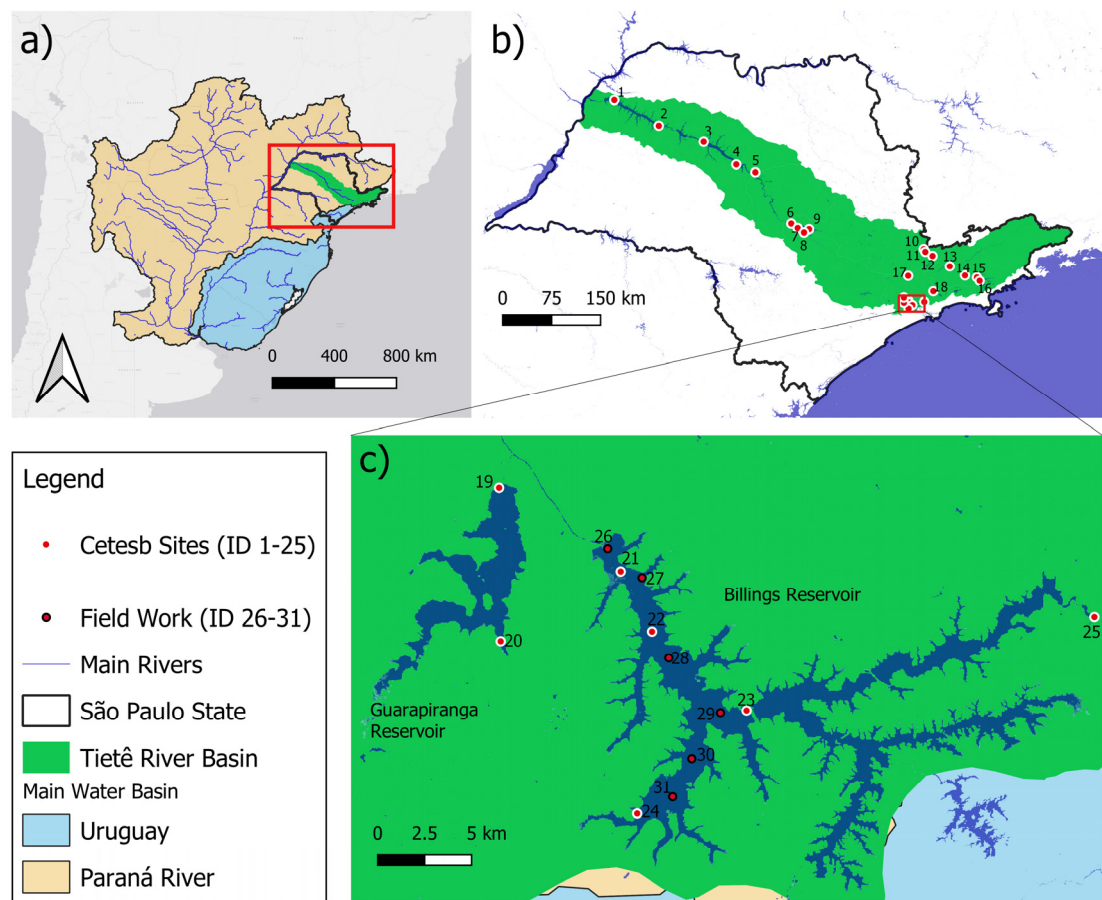 a)
0 400 800 km
b)
1
2
3
4
5
6
9
7
8
10
11
12
13
14
15
16
17
18
0 75 150 km
Legend
Cetesb Sites (ID 1-25)
Field Work (ID 26-31)
Main Rivers
São Paulo State
Tietê River Basin
Main Water Basin
Uruguay
Paraná River
c)
19
26
21
27
Billings Reservoir
22
25
20
28
Guarapiranga
Reservoir
29
23
30
31
24
0 2.5 5 km